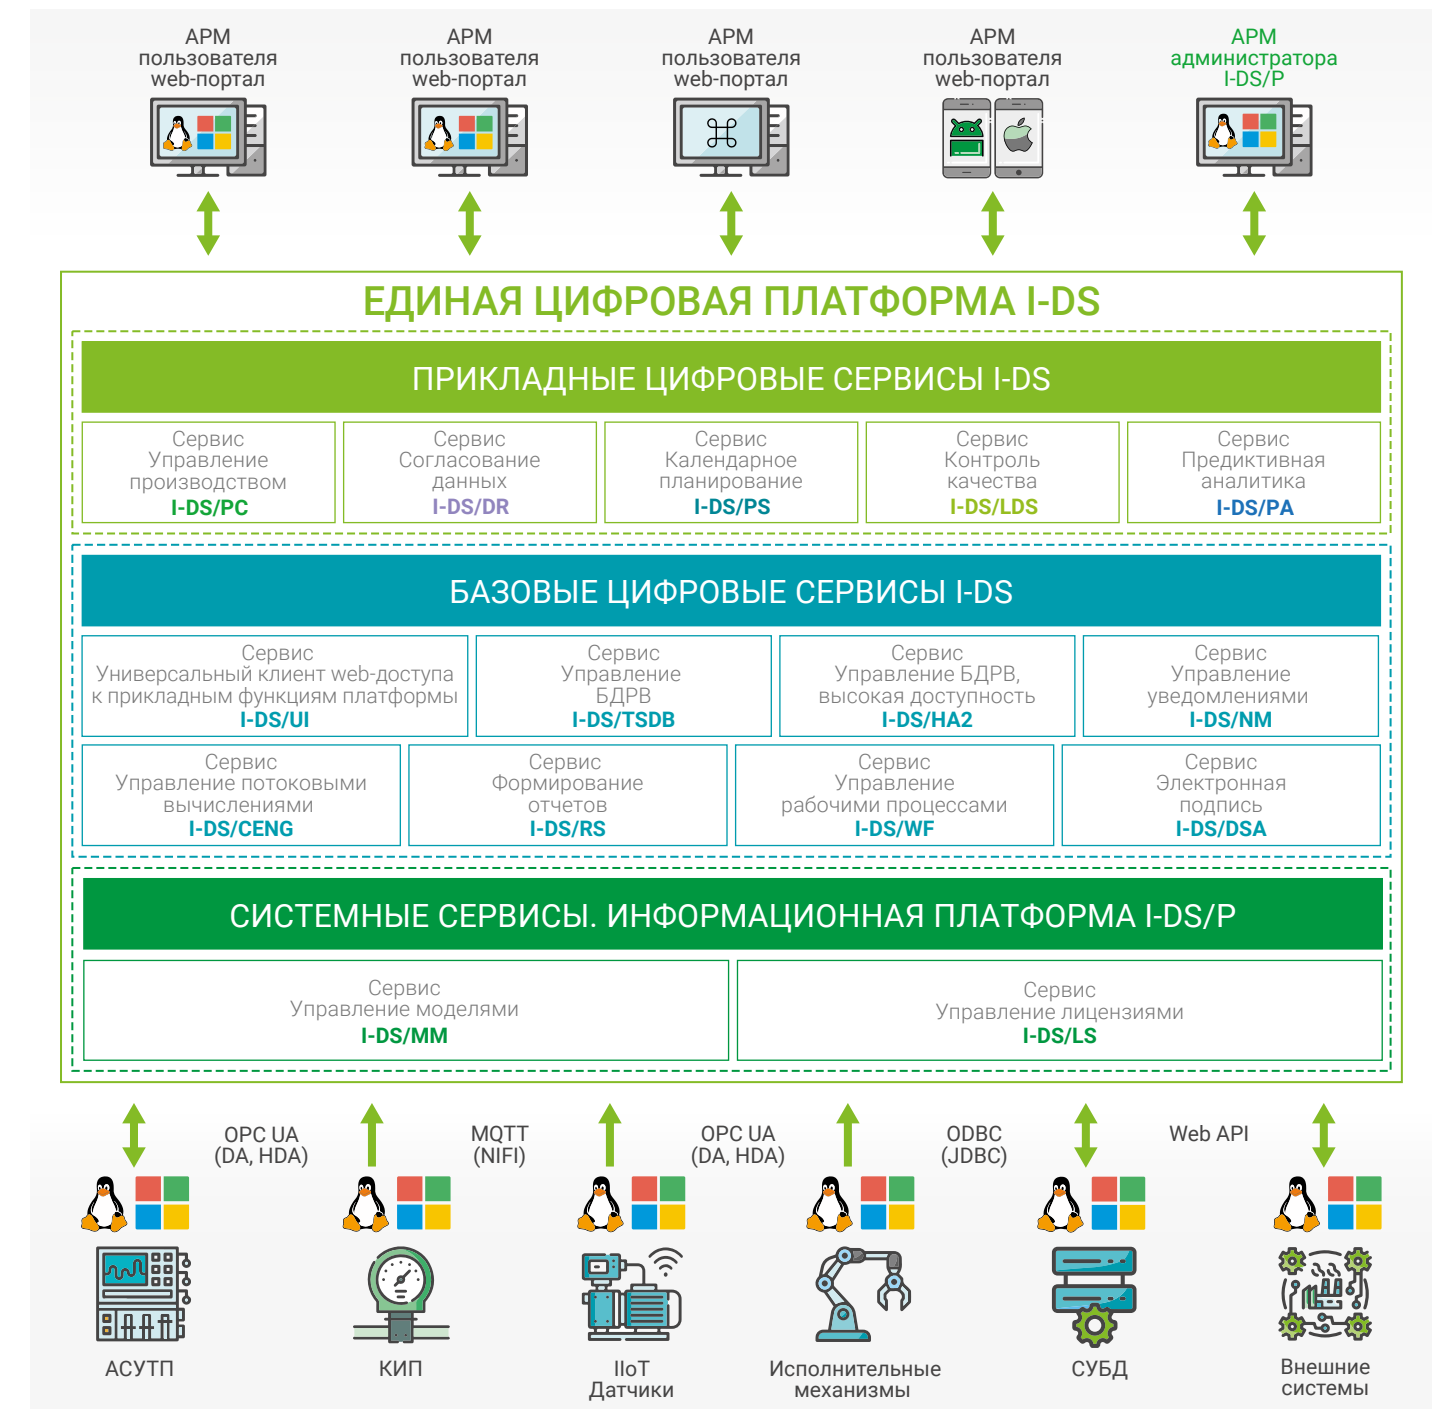 АРМ
пользователя
web-портал
АРМ
пользователя
web-портал
АРМ
пользователя
web-портал
АРМ
пользователя
web-портал
АРМ
администратора
I-DS/P
ЕДИНАЯ ЦИФРОВАЯ ПЛАТФОРМА I-DS
ПРИКЛАДНЫЕ ЦИФРОВЫЕ СЕРВИСЫ I-DS
Сервис
Управление
производством
I-DS/PC
Сервис
Согласование
данных
I-DS/DR
Сервис
Календарное
планирование
I-DS/PS
Сервис
Контроль
качества
I-DS/LDS
Сервис
Предиктивная
аналитика
I-DS/PA
БАЗОВЫЕ ЦИФРОВЫЕ СЕРВИСЫ I-DS
Сервис
Универсальный клиент web-доступа
к прикладным функциям платформы
I-DS/UI
Сервис
Управление
БДРВ
I-DS/TSDB
Сервис
Управление БДРВ,
высокая доступность
I-DS/HA2
Сервис
Управление
уведомлениями
I-DS/NM
Сервис
Управление потоковыми
вычислениями
I-DS/CENG
Сервис
Формирование
отчетов
I-DS/RS
Сервис
Управление
рабочими процессами
I-DS/WF
Сервис
Электронная
подпись
I-DS/DSA
СИСТЕМНЫЕ СЕРВИСЫ. ИНФОРМАЦИОННАЯ ПЛАТФОРМА I-DS/P
Сервис
Управление моделями
I-DS/MM
Сервис
Управление лицензиями
I-DS/LS
OPC UA
(DA, HDA)
MQTT
(NIFI)
OPC UA
(DA, HDA)
ODBC
(JDBC)
Web API
АСУТП
КИП
IIoT
Датчики
Исполнительные
механизмы
СУБД
Внешние
системы